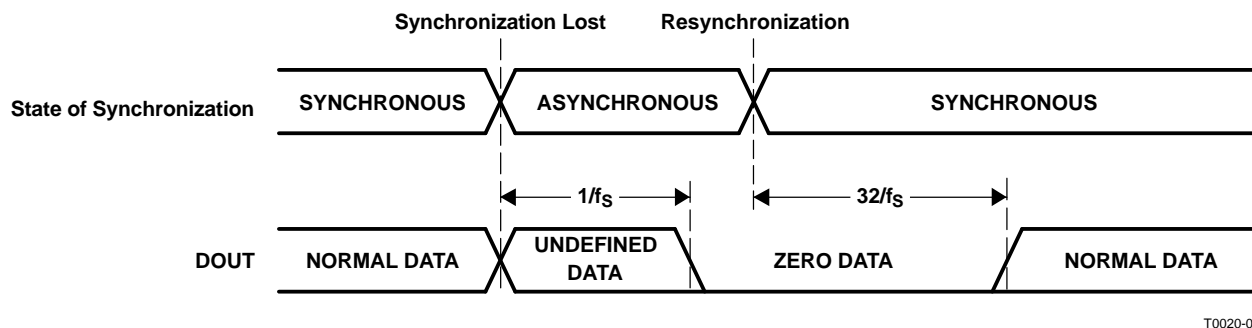 Synchronization Lost
Resynchronization
State of Synchronization
SYNCHRONOUS
ASYNCHRONOUS
SYNCHRONOUS
1/fS
32/fS
DOUT
NORMAL DATA
UNDEFINED
DATA
ZERO DATA
NORMAL DATA